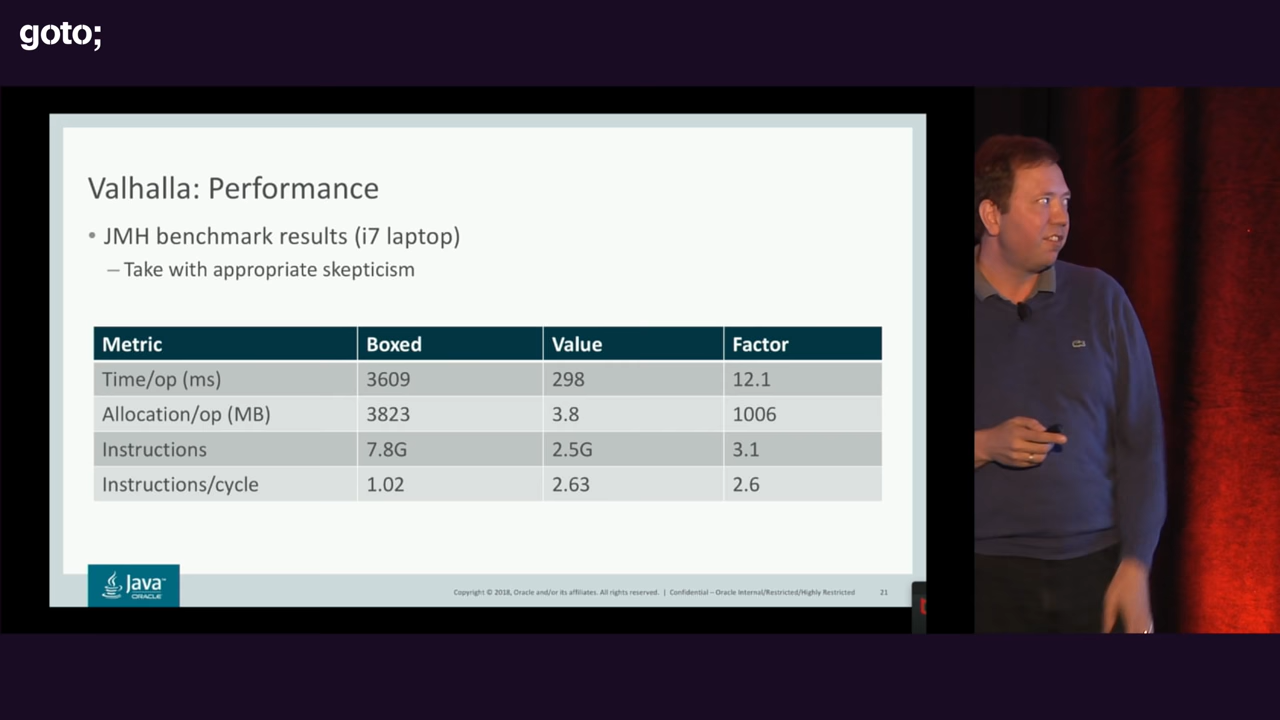 goto;
Valhalla: Performance
• JMH benchmark results (i7 laptop)
– Take with appropriate skepticism
Metric Boxed Value Factor
Time/op (ms) 3609 298 12.1
Allocation/op (MB) 3823 3.8 1006
Instructions 7.8G 2.5G 3.1
Instructions/cycle 1.02 2.63 2.6
Java™
ORACLE
Copyright © 2018, Oracle and/or its affiliates. All rights reserved. | Confidential – Oracle Internal/Restricted/Highly Restricted 21